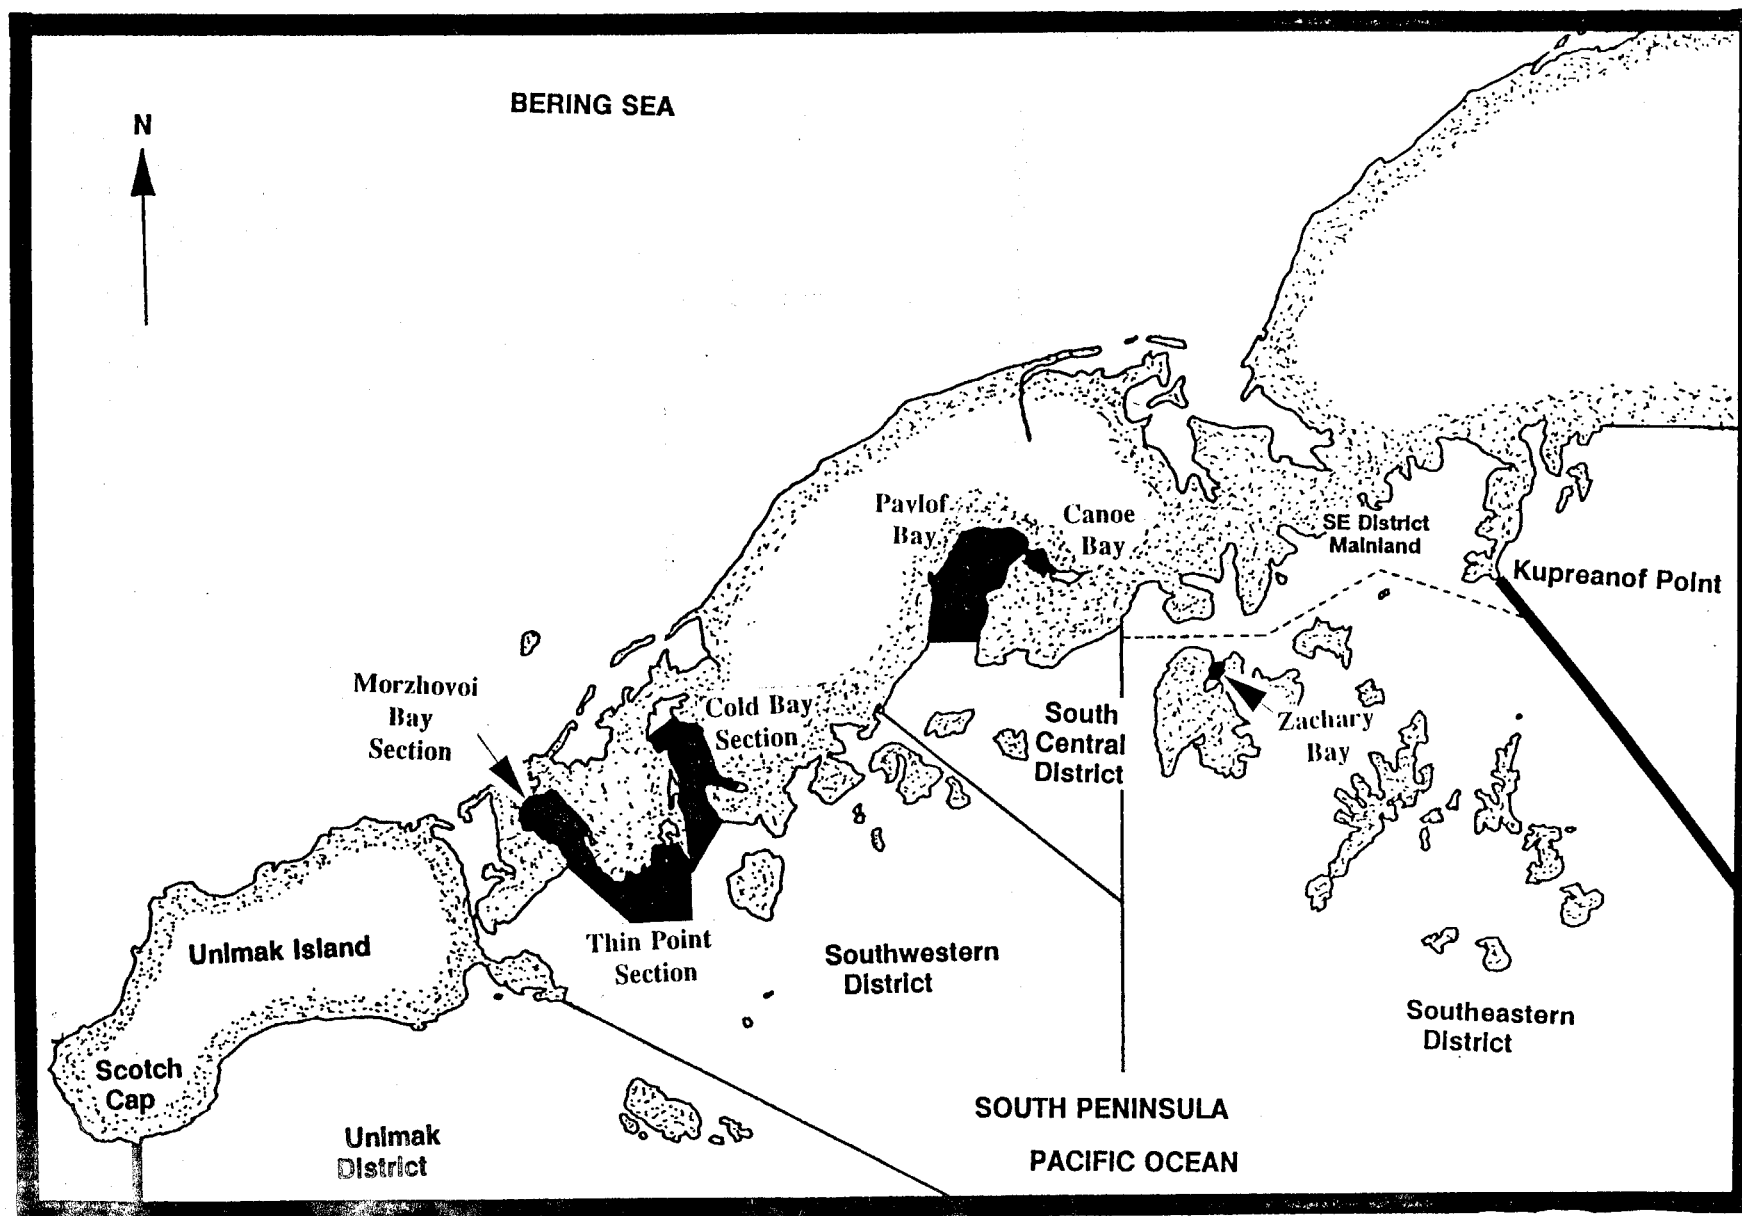 BERING SEA
N
Pavlof
Bay
Canoe
Bay
SE District
Mainland
Kupreanof Point
Morzhovoi
Bay
Section
Cold Bay
Section
South
Central
District
Zachary
Bay
Unimak Island
Thin Point
Section
Southwestern
District
Southeastern
District
Scotch
Cap
Unimak
District
SOUTH PENINSULA
PACIFIC OCEAN